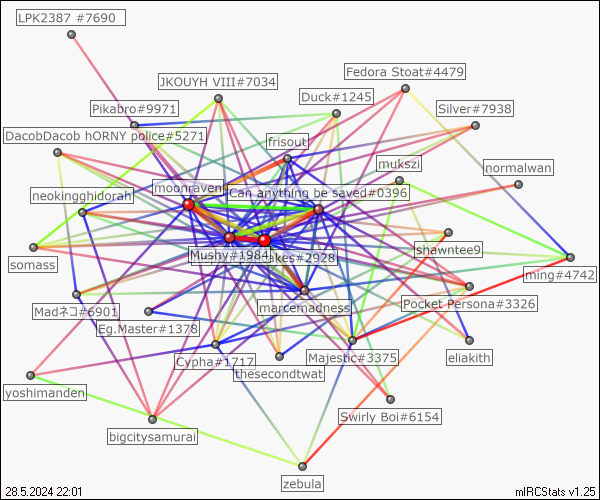 LPK2387 #7690
JKOUYH VIII#7034
Fedora Stoat#4479
Pikabro#9971
Duck#1245
Silver#7938
DacobDacob hORNY police#5271
frisout
mukszi
normalwan
moonraven
Can anything be saved#0396
neokingghidorah
Mushy#1984
akes#2928
shawntee9
somass
ming#4742
marcemadness
Pocket Persona#3326
Madネコ#6901
Eg.Master#1378
Cypha#1717
Majestic#3375
eliakith
thesecondtwat
yoshimanden
Swirly Boi#6154
bigcitysamurai
zebula
28.5.2024 22:01
mIRCStats v1.25